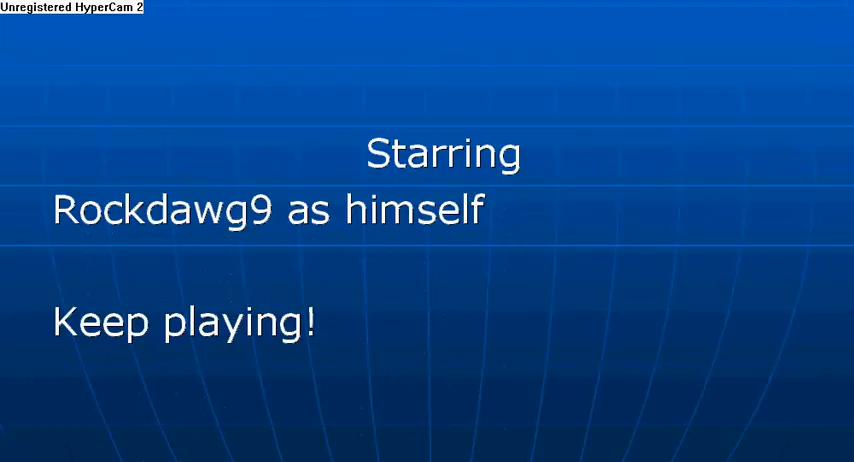 Unregistered HyperCam 2
Starring
Rockdawg9 as himself
Keep playing!